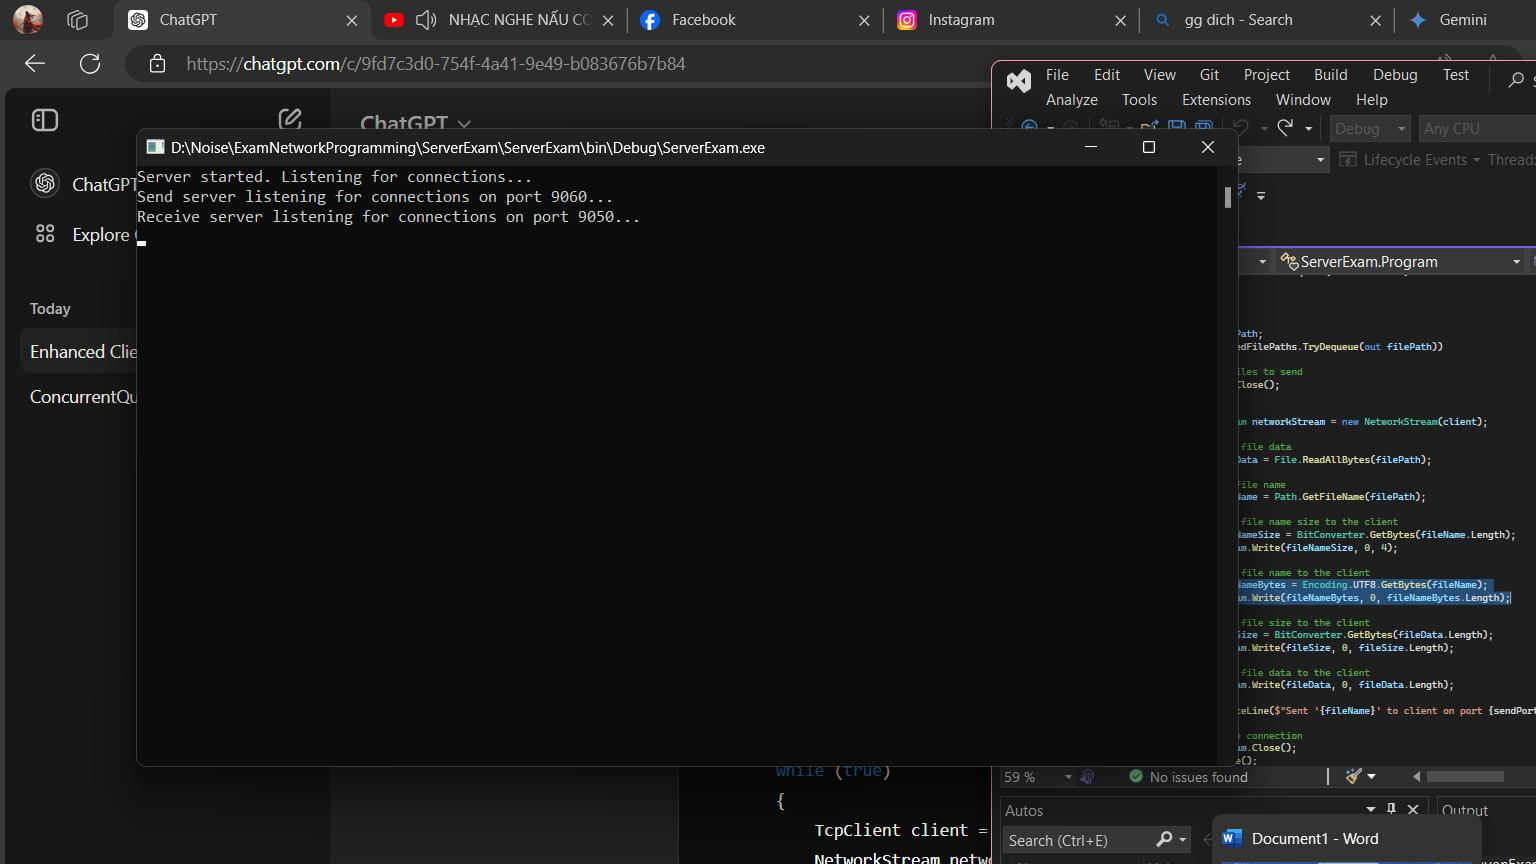 ChatGPT
NHẠC NGHE NẤU CƠ
Facebook
Instagram
gg dich - Search
Gemini
https://chatgpt.com/c/9fd7c3d0-754f-4a41-9e49-b083676b7b84
File Edit View Git Project Build Debug Test
Analyze Tools Extensions Window Help
ChatGPT
Debug
Any CPU
D:\Noise\ExamNetworkProgramming\ServerExam\ServerExam\bin\Debug\ServerExam.exe
Lifecycle Events
Thread:
Server started. Listening for connections...
Send server listening for connections on port 9060...
Receive server listening for connections on port 9050...
ChatGPT
Explore
Today
Enhanced Clie
ConcurrentQu
ServerExam.Program
Path;
edFilePaths.TryDequeue(out filePath))
iles to send
Close();
am networkStream = new NetworkStream(client);
file data
Data = File.ReadAllBytes(filePath);
file name
Name = Path.GetFileName(filePath);
file name size to the client
NameSize = BitConverter.GetBytes(fileName.Length);
am.Write(fileNameSize, 0, 4);
file name to the client
NameBytes = Encoding.UTF8.GetBytes(fileName);
am.Write(fileNameBytes, 0, fileNameBytes.Length);
file size to the client
Size = BitConverter.GetBytes(fileData.Length);
am.Write(fileSize, 0, fileSize.Length);
file data to the client
am.Write(fileData, 0, fileData.Length);
teLine($"Sent '{fileName}' to client on port {sendPort
e connection
am.Close();
e();
while (true)
{
TcpClient client =
NetworkStream netw
59 %
No issues found
Autos
Output
Search (Ctrl+E)
Document1 - Word